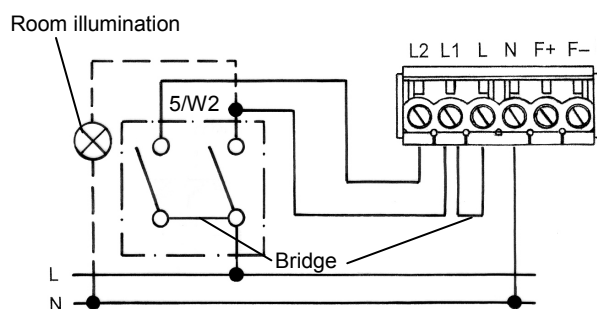 Room illumination
L2 L1 L N F+ F–
5/W2
Bridge
L
N